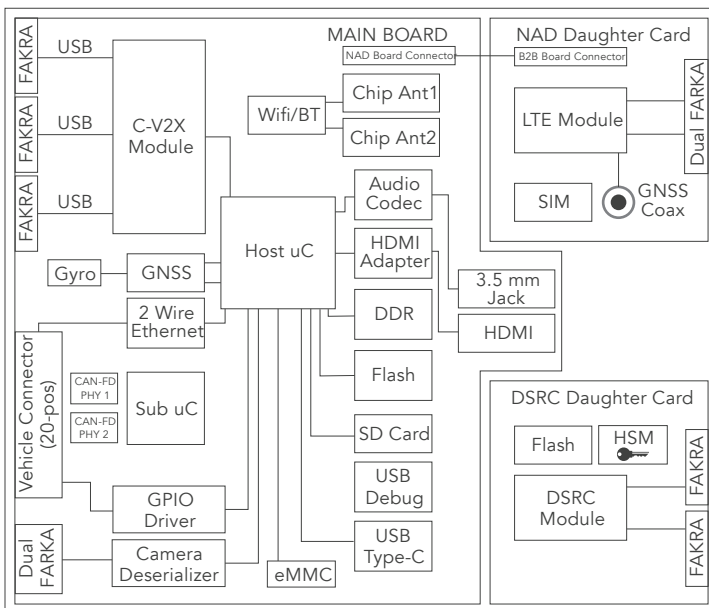 FAKRA
USB
MAIN BOARD
NAD Board Connector
NAD Daughter Card
B2B Board Connector
C-V2X
Module
Wifi/BT
Chip Ant1
Chip Ant2
LTE Module
Dual FARKA
FAKRA
USB
FAKRA
USB
Audio
Codec
SIM
GNSS
Coax
Host uC
HDMI
Adapter
Gyro
GNSS
3.5 mm
Jack
2 Wire
Ethernet
DDR
HDMI
Vehicle Connector
(20-pos)
CAN-FD
PHY 1
CAN-FD
PHY 2
Sub uC
Flash
SD Card
DSRC Daughter Card
Flash
HSM
FAKRA
USB
Debug
DSRC
Module
GPIO
Driver
FAKRA
Dual
FARKA
Camera
Deserializer
eMMC
USB
Type-C